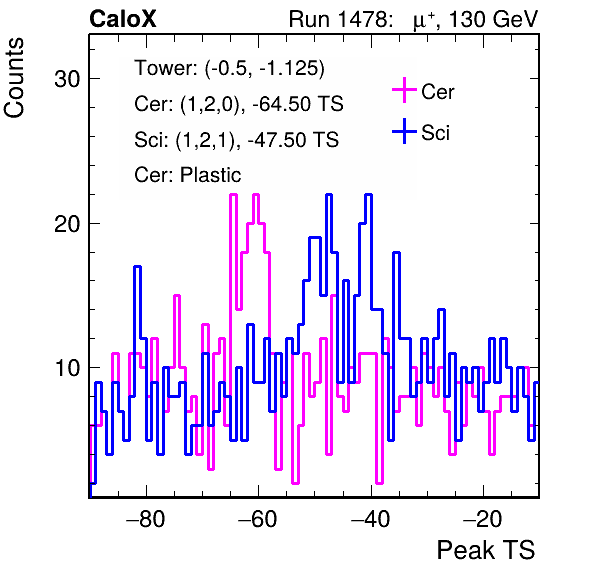 CaloX Run 1478: μ⁺, 130 GeV
Counts
30
20
10
Tower: (-0.5, -1.125)
Cer: (1,2,0), -64.50 TS
Sci: (1,2,1), -47.50 TS
Cer: Plastic
Cer
Sci
−80 −60 −40 −20
Peak TS